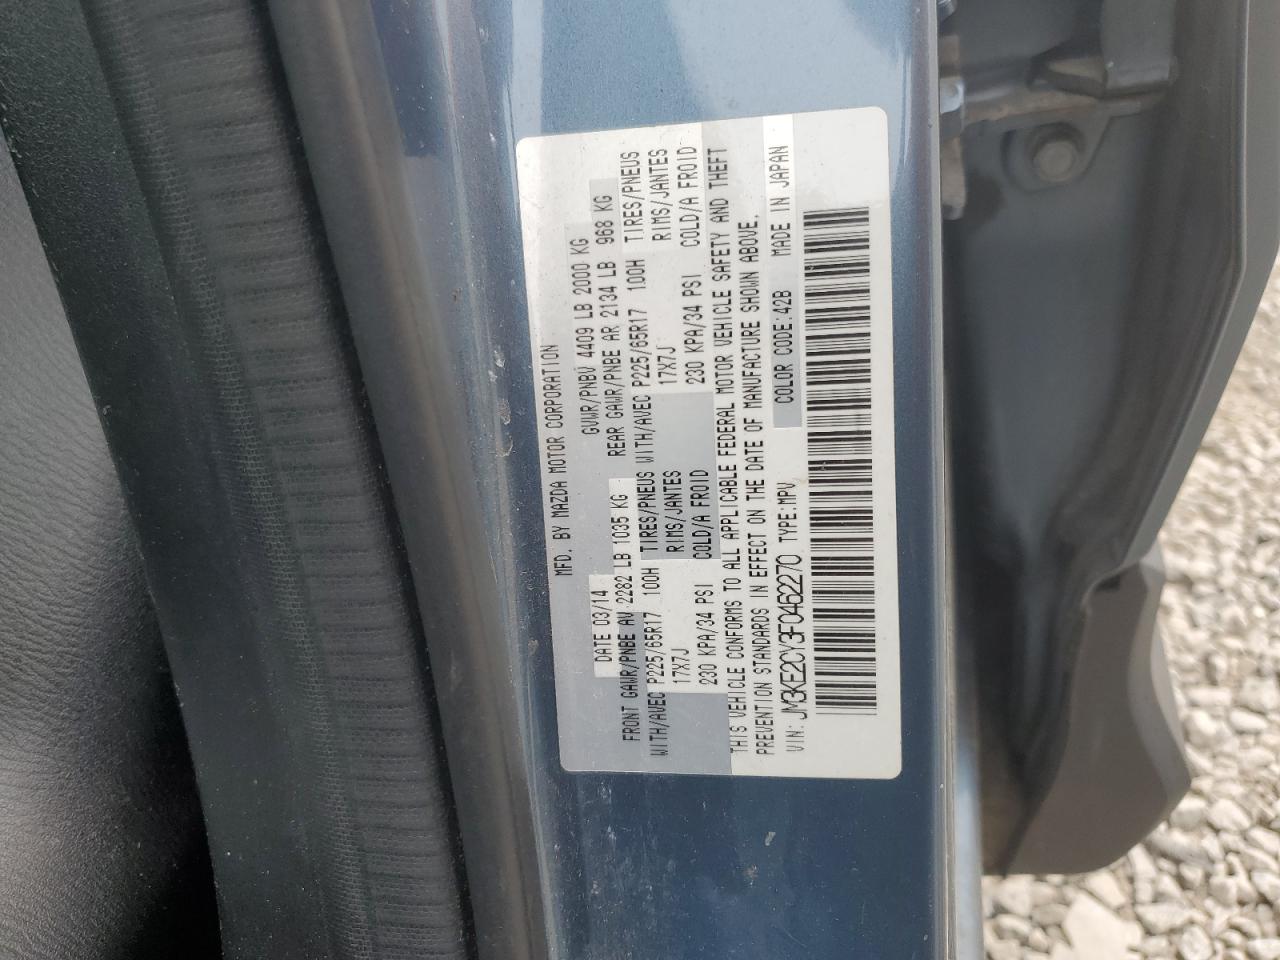 MFD. BY MAZDA MOTOR CORPORATION
DATE 03/14 GVWR/PNBV 4409 LB 2000 KG
FRONT GAWR/PNBE AV 2282 LB 1035 KG REAR GAWR/PNBE AR 2134 LB 968 KG
WITH/AVEC P225/65R17 100H TIRES/PNEUS WITH/AVEC P225/65R17 100H TIRES/PNEUS
17X7J RIMS/JANTES 17X7J RIMS/JANTES
230 KPA/34 PSI COLD/A FROID 230 KPA/34 PSI COLD/A FROID
THIS VEHICLE CONFORMS TO ALL APPLICABLE FEDERAL MOTOR VEHICLE SAFETY AND THEFT
PREVENTION STANDARDS IN EFFECT ON THE DATE OF MANUFACTURE SHOWN ABOVE.
VIN: JM3KE2CY3F0462270 TYPE:MPV COLOR CODE:42B MADE IN JAPAN